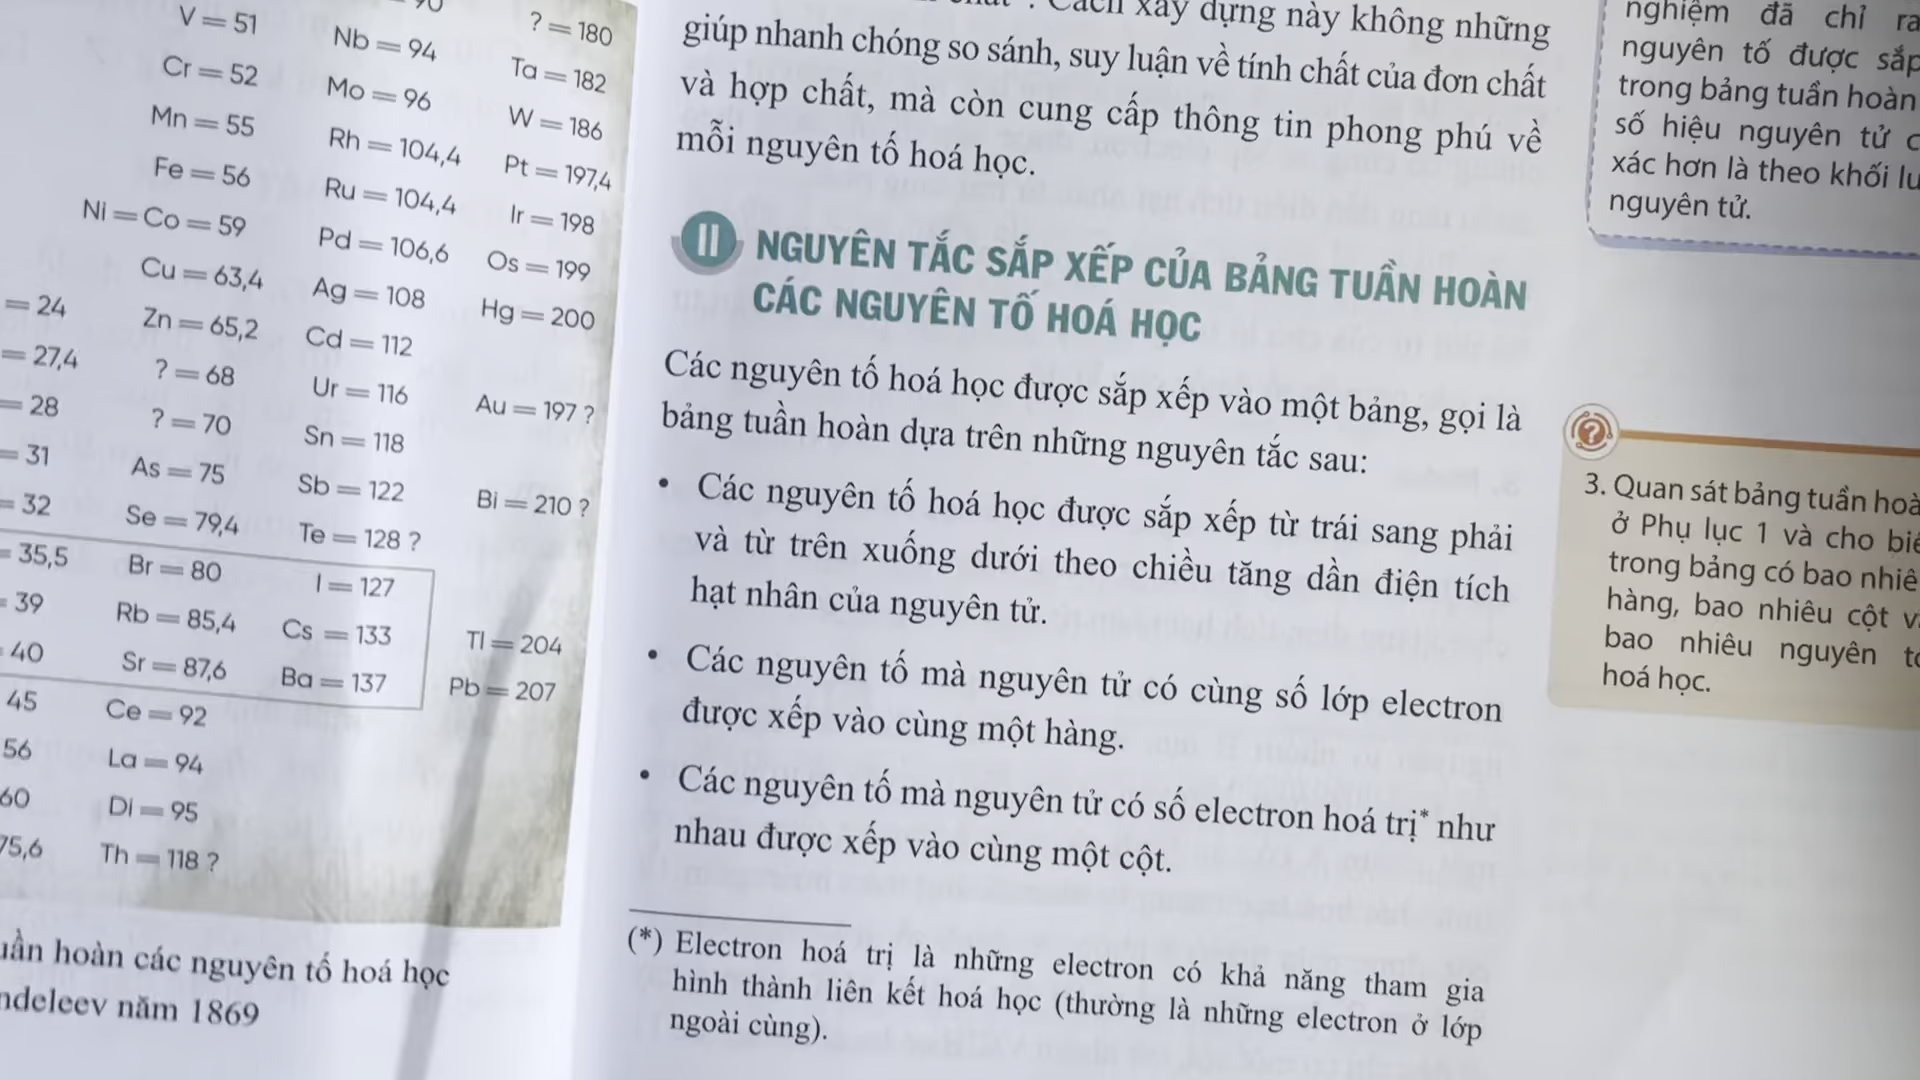 V = 51
Cr = 52
Mn = 55
Fe = 56
Ni = Co = 59
Cu = 63,4
Zn = 65,2
? = 68
? = 70
As = 75
Se = 79,4
Br = 80
Rb = 85,4
Sr = 87,6
Ce = 92
La = 94
Di = 95
Th = 118 ?
= 24
= 27,4
= 28
= 31
= 32
= 35,5
= 39
40
45
56
60
75,6
Nb = 94
Mo = 96
Rh = 104,4
Ru = 104,4
Pd = 106,6
Ag = 108
Cd = 112
Ur = 116
Sn = 118
Sb = 122
Te = 128 ?
I = 127
Cs = 133
Ba = 137
? = 180
Ta = 182
W = 186
Pt = 197,4
Ir = 198
Os = 199
Hg = 200
Au = 197 ?
Bi = 210 ?
Tl = 204
Pb = 207
hoàn các nguyên tố hoá học
năm 1869
Cách xây dựng này không những
giúp nhanh chóng so sánh, suy luận về tính chất của đơn chất
và hợp chất, mà còn cung cấp thông tin phong phú về
mỗi nguyên tố hoá học.
II NGUYÊN TẮC SẮP XẾP CỦA BẢNG TUẦN HOÀN
CÁC NGUYÊN TỐ HOÁ HỌC
Các nguyên tố hoá học được sắp xếp vào một bảng, gọi là
bảng tuần hoàn dựa trên những nguyên tắc sau:
• Các nguyên tố hoá học được sắp xếp từ trái sang phải
và từ trên xuống dưới theo chiều tăng dần điện tích
hạt nhân của nguyên tử.
• Các nguyên tố mà nguyên tử có cùng số lớp electron
được xếp vào cùng một hàng.
• Các nguyên tố mà nguyên tử có số electron hoá trị* như
nhau được xếp vào cùng một cột.
(*) Electron hoá trị là những electron có khả năng tham gia
hình thành liên kết hoá học (thường là những electron ở lớp
ngoài cùng).
nghiệm đã chỉ ra
nguyên tố được sắp
trong bảng tuần hoàn
số hiệu nguyên tử
xác hơn là theo khối
nguyên tử.
3. Quan sát bảng tuần
ở Phụ lục 1 và cho
trong bảng có bao
hàng, bao nhiêu cột
bao nhiêu nguyên
hoá học.